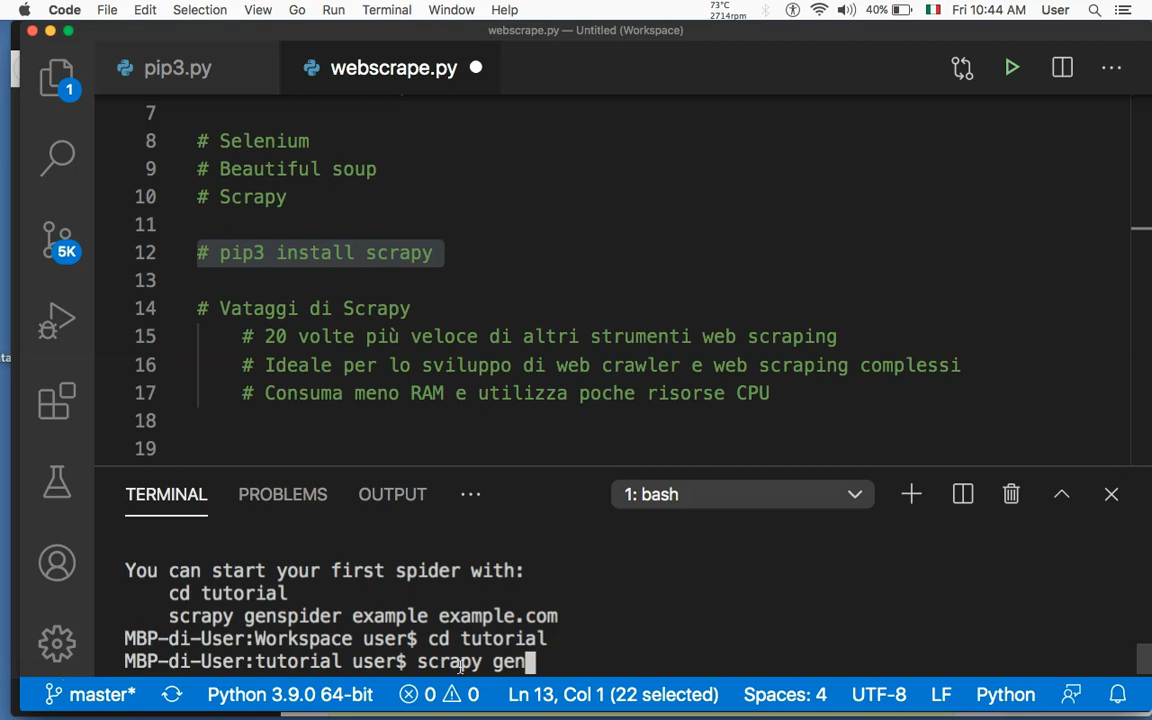 Code File Edit Selection View Go Run Terminal Window Help 73°C 2714rpm 40% Fri 10:44 AM User
webscrape.py — Untitled (Workspace)
1 pip3.py webscrape.py
7
8 # Selenium
9 # Beautiful soup
10 # Scrapy
11
5K
12 # pip3 install scrapy
13
14 # Vataggi di Scrapy
15 # 20 volte più veloce di altri strumenti web scraping
16 # Ideale per lo sviluppo di web crawler e web scraping complessi
17 # Consuma meno RAM e utilizza poche risorse CPU
18
19
TERMINAL PROBLEMS OUTPUT ... 1: bash
You can start your first spider with:
cd tutorial
scrapy genspider example example.com
MBP-di-User:Workspace user$ cd tutorial
MBP-di-User:tutorial user$ scrapy gen
master* Python 3.9.0 64-bit 0 0 Ln 13, Col 1 (22 selected) Spaces: 4 UTF-8 LF Python